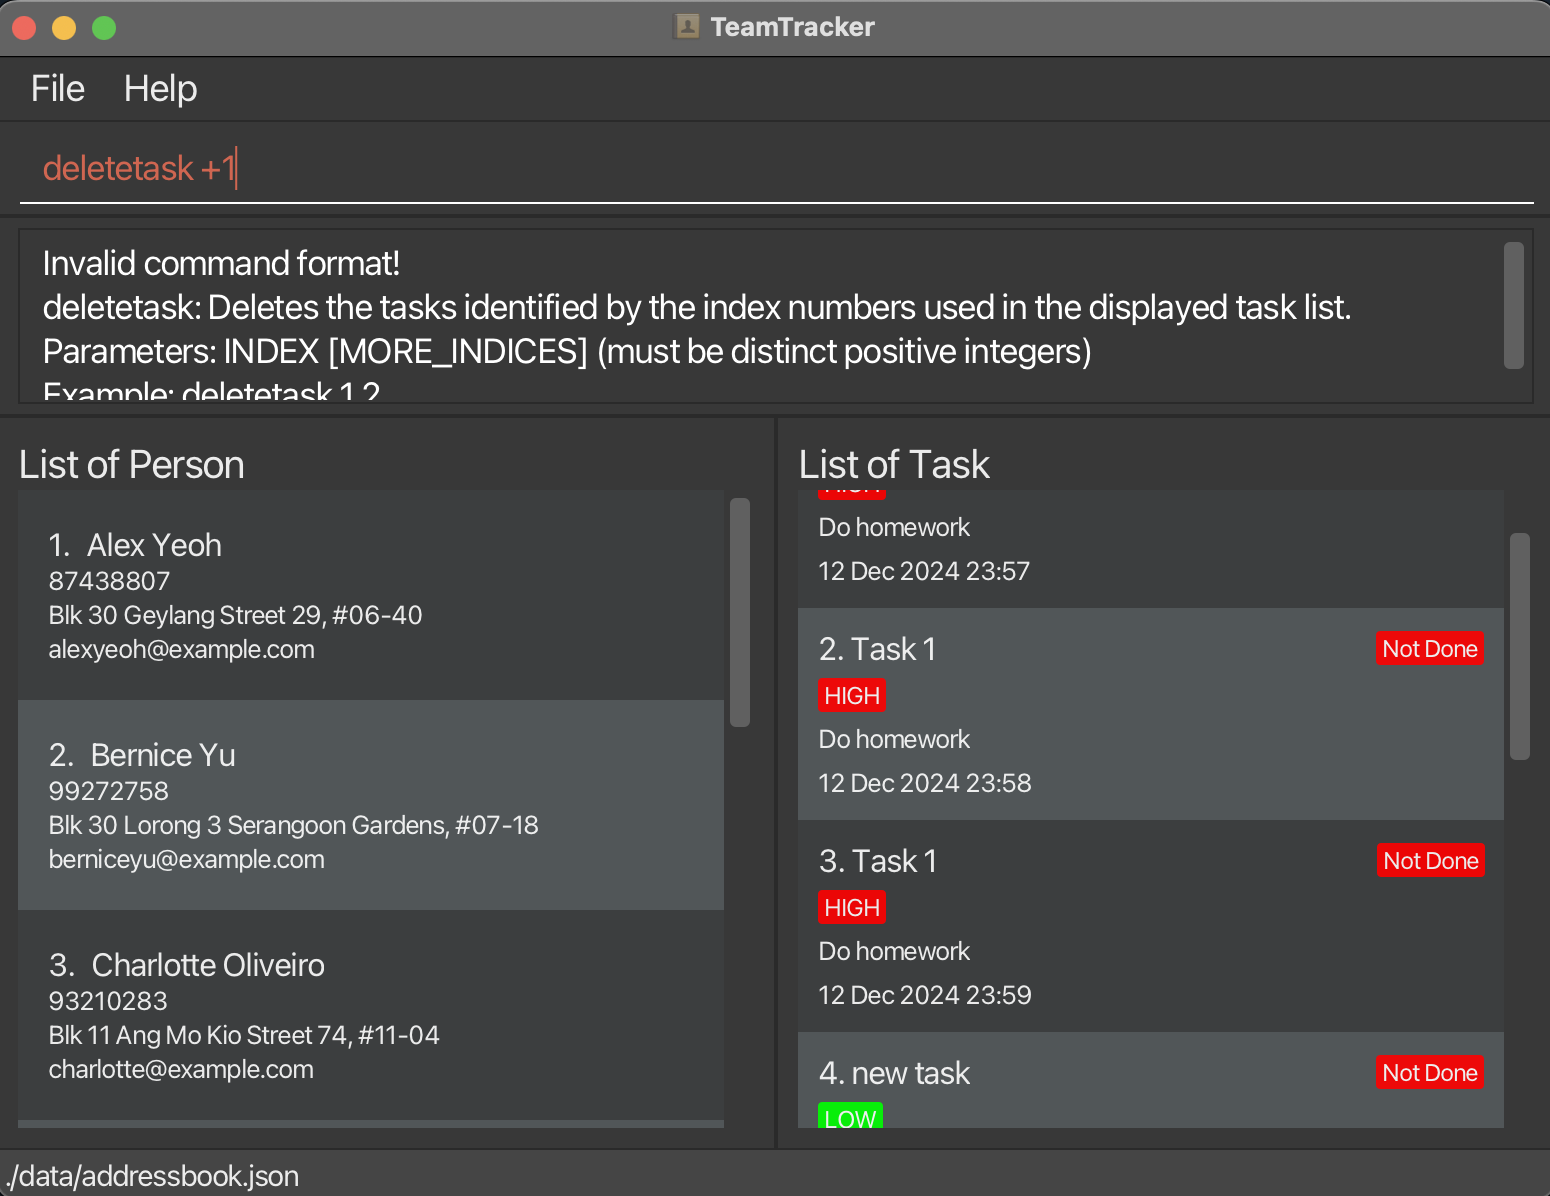 TeamTracker
File Help
deletetask +1
Invalid command format!
deletetask: Deletes the tasks identified by the index numbers used in the displayed task list.
Parameters: INDEX [MORE_INDICES] (must be distinct positive integers)
Example: deletetask 1 2
List of Person
1. Alex Yeoh
87438807
Blk 30 Geylang Street 29, #06-40
alexyeoh@example.com
2. Bernice Yu
99272758
Blk 30 Lorong 3 Serangoon Gardens, #07-18
berniceyu@example.com
3. Charlotte Oliveiro
93210283
Blk 11 Ang Mo Kio Street 74, #11-04
charlotte@example.com
List of Task
HIGH
Do homework
12 Dec 2024 23:57
2. Task 1 Not Done
HIGH
Do homework
12 Dec 2024 23:58
3. Task 1 Not Done
HIGH
Do homework
12 Dec 2024 23:59
4. new task Not Done
LOW
./data/addressbook.json